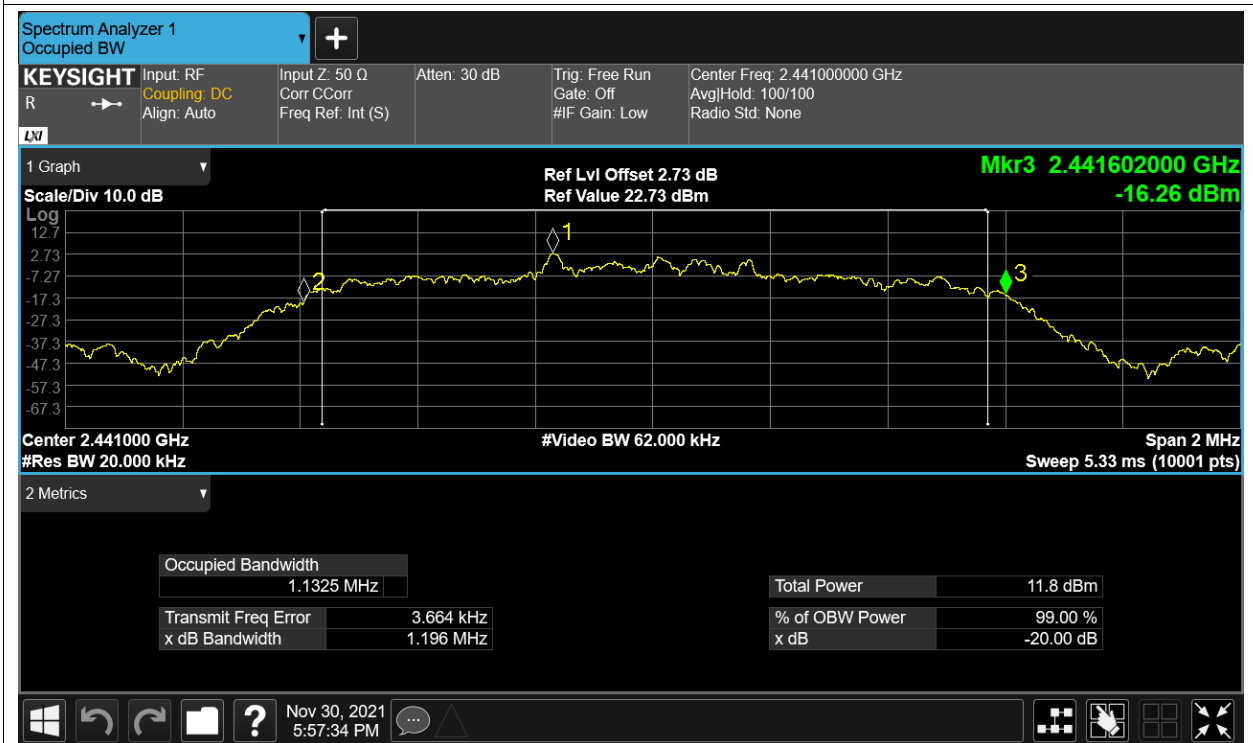 Spectrum Analyzer 1
Occupied BW
KEYSIGHT
R
LXI
Input: RF
Coupling: DC
Align: Auto
Input Z: 50 Ω
Corr CCorr
Freq Ref: Int (S)
Atten: 30 dB
Trig: Free Run
Gate: Off
#IF Gain: Low
Center Freq: 2.441000000 GHz
Avg|Hold: 100/100
Radio Std: None
1 Graph
Scale/Div 10.0 dB
Ref Lvl Offset 2.73 dB
Ref Value 22.73 dBm
Mkr3 2.441602000 GHz
-16.26 dBm
Log
12.7
2.73
-7.27
-17.3
-27.3
-37.3
-47.3
-57.3
-67.3
1
2
3
Center 2.441000 GHz
#Res BW 20.000 kHz
#Video BW 62.000 kHz
Span 2 MHz
Sweep 5.33 ms (10001 pts)
2 Metrics
Occupied Bandwidth
1.1325 MHz
Transmit Freq Error 3.664 kHz
x dB Bandwidth 1.196 MHz
Total Power 11.8 dBm
% of OBW Power 99.00 %
x dB -20.00 dB
?
Nov 30, 2021
5:57:34 PM